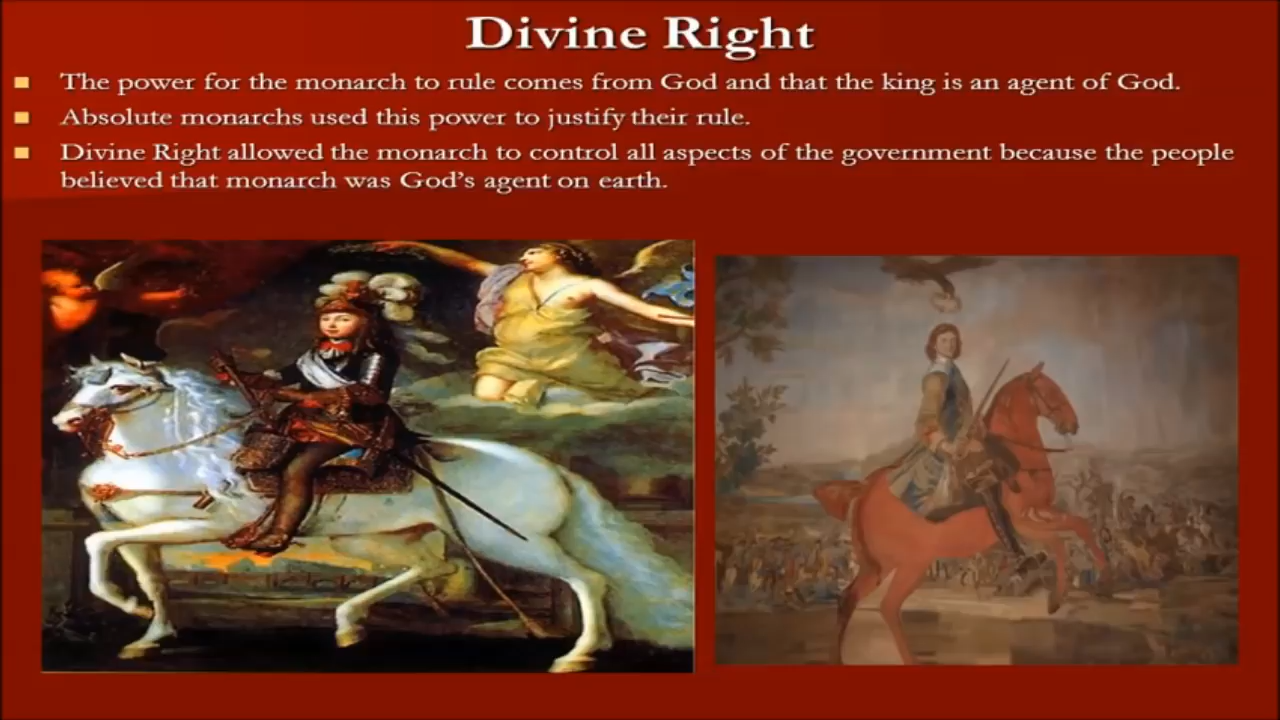 Divine Right
The power for the monarch to rule comes from God and that the king is an agent of God.
Absolute monarchs used this power to justify their rule.
Divine Right allowed the monarch to control all aspects of the government because the people
believed that monarch was God's agent on earth.